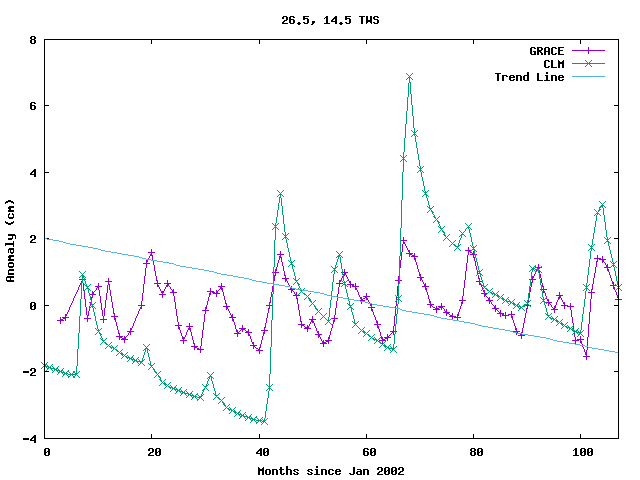 26.5, 14.5 TWS
GRACE
CLM
Trend Line
Anomaly (cm)
8
6
4
2
0
-2
-4
0 20 40 60 80 100
Months since Jan 2002